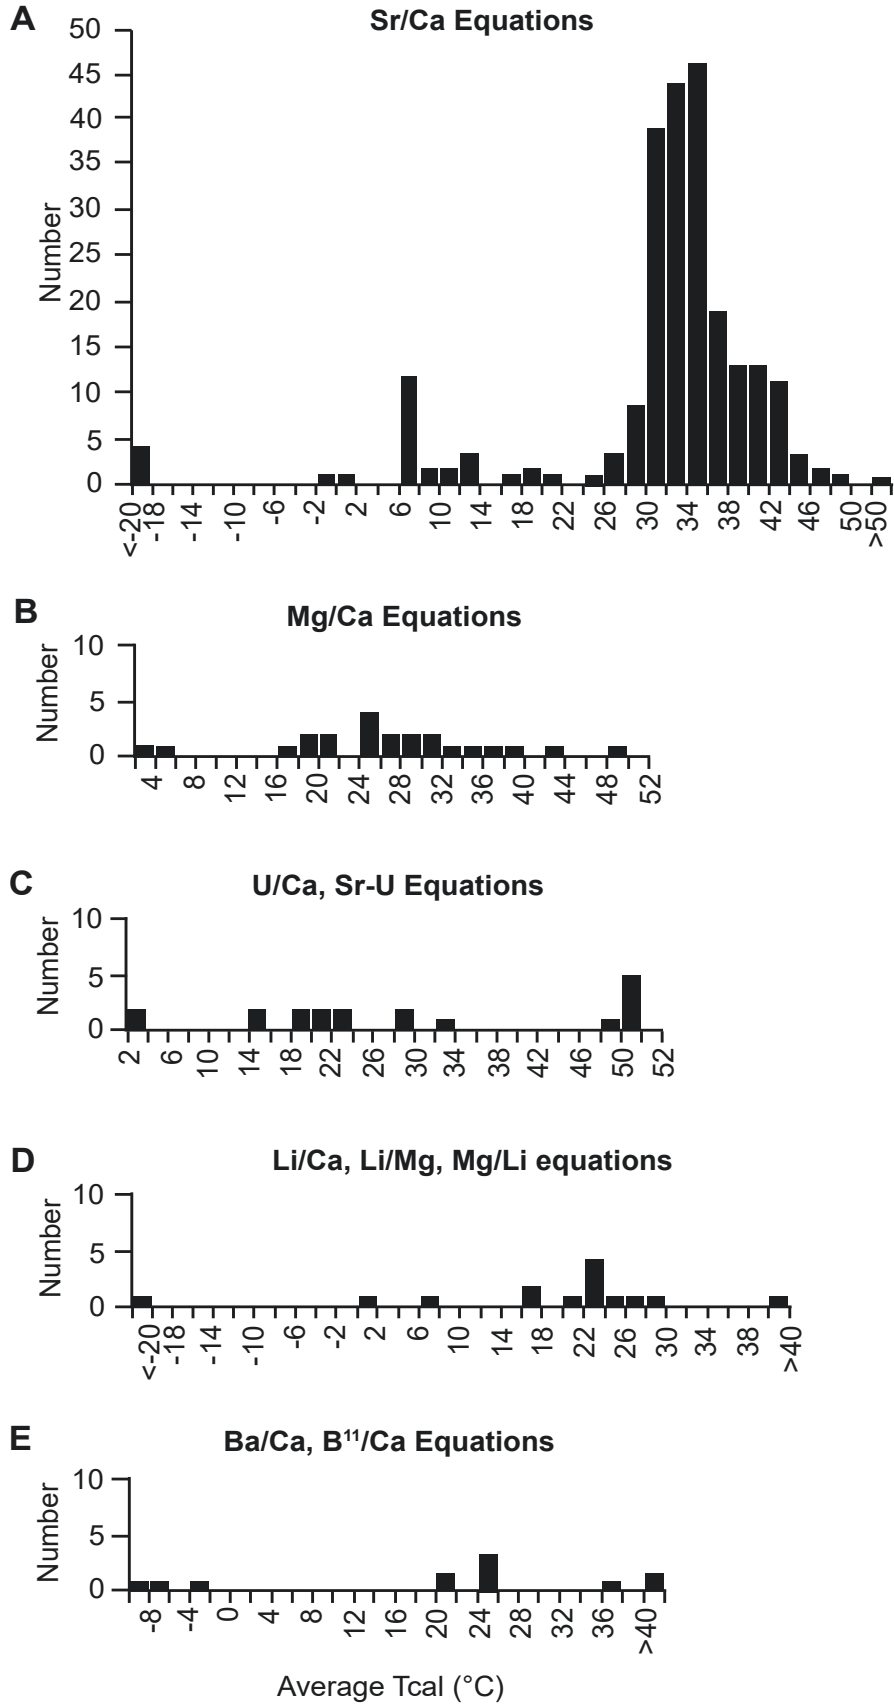 A
Sr/Ca Equations
Number
50
45
40
35
30
25
20
15
10
5
0
<-20 -18 -14 -10 -6 -2 2 6 10 14 18 22 26 30 34 38 42 46 50 >50
B
Mg/Ca Equations
Number
10
5
0
4 8 12 16 20 24 28 32 36 40 44 48 52
C
U/Ca, Sr-U Equations
Number
10
5
0
2 6 10 14 18 22 26 30 34 38 42 46 50 52
D
Li/Ca, Li/Mg, Mg/Li equations
Number
10
5
0
<-20 -18 -14 -10 -6 -2 2 6 10 14 18 22 26 30 34 38 >40
E
Ba/Ca, B¹¹/Ca Equations
Number
10
5
0
-8 -4 0 4 8 12 16 20 24 28 32 36 >40
Average Tcal (°C)